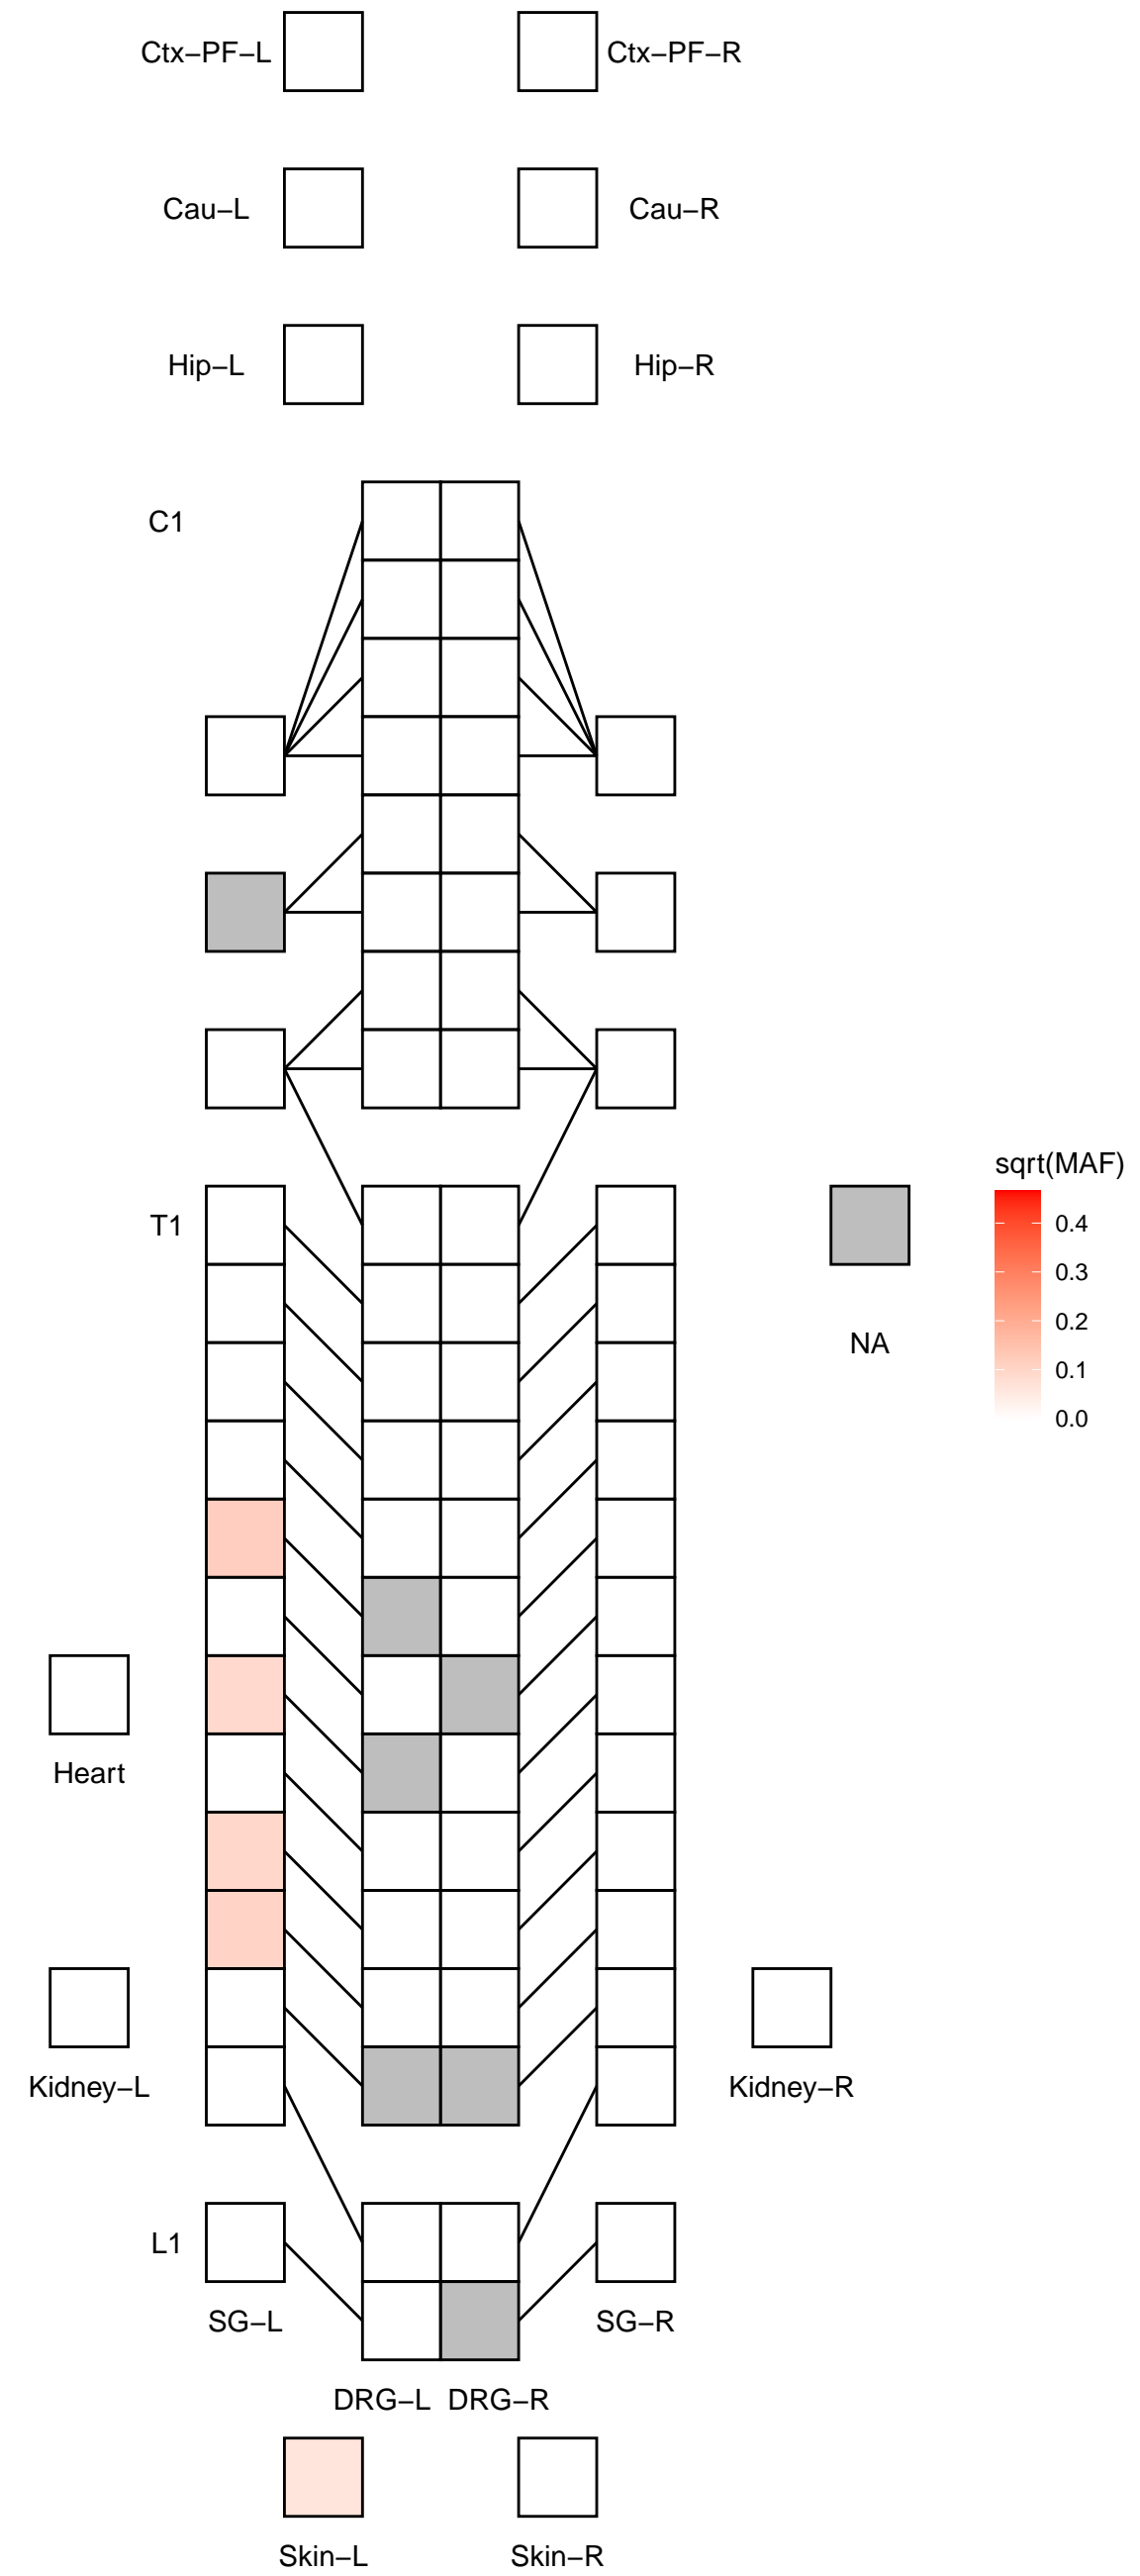 Ctx−PF−L
Ctx−PF−R
Cau−L
Cau−R
Hip−L
Hip−R
C1
T1
sqrt(MAF)
0.4
0.3
0.2
0.1
0.0
NA
Heart
Kidney−L
Kidney−R
L1
SG−L
SG−R
DRG−L DRG−R
Skin−L
Skin−R